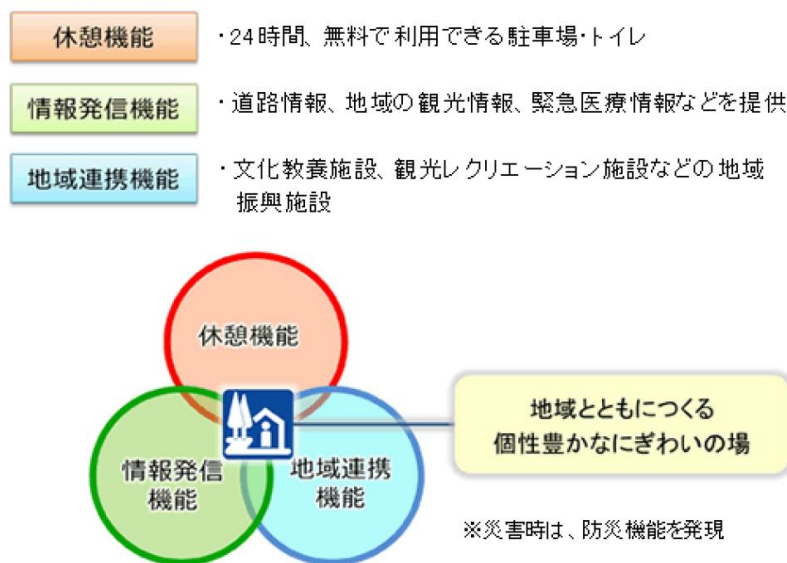 休憩機能
・24時間、無料で利用できる駐車場・トイレ
情報発信機能
・道路情報、地域の観光情報、緊急医療情報などを提供
地域連携機能
・文化教養施設、観光レクリエーション施設などの地域
振興施設
休憩機能
情報発信
機能
地域連携
機能
地域とともにつくる
個性豊かなにぎわいの場
※災害時は、防災機能を発現